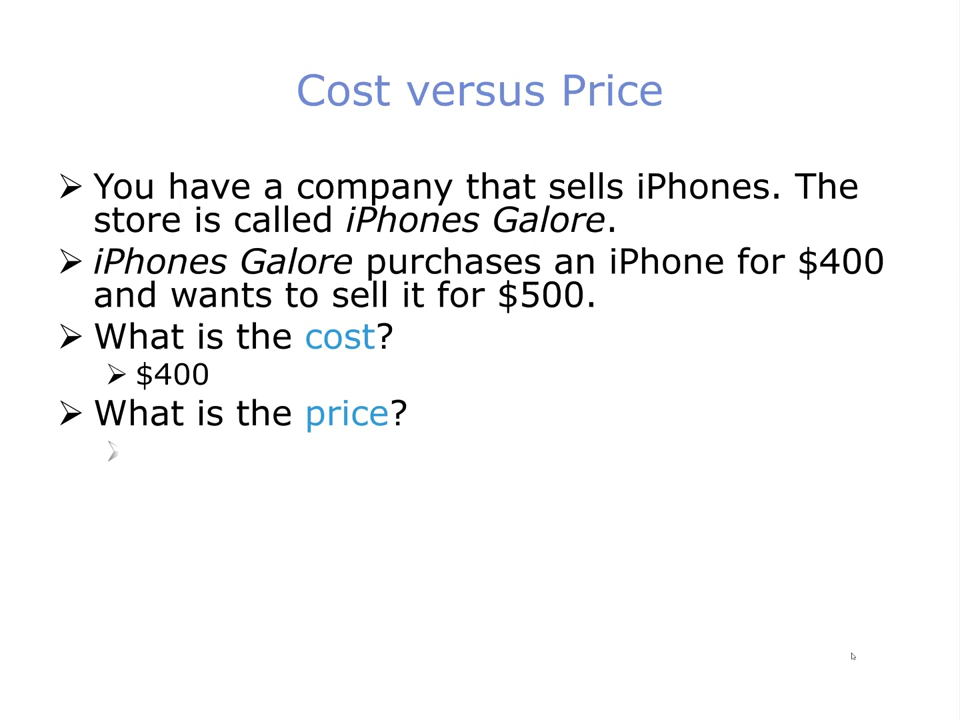 Cost versus Price
➢ You have a company that sells iPhones. The
store is called iPhones Galore.
➢ iPhones Galore purchases an iPhone for $400
and wants to sell it for $500.
➢ What is the cost?
➢ $400
➢ What is the price?
➢